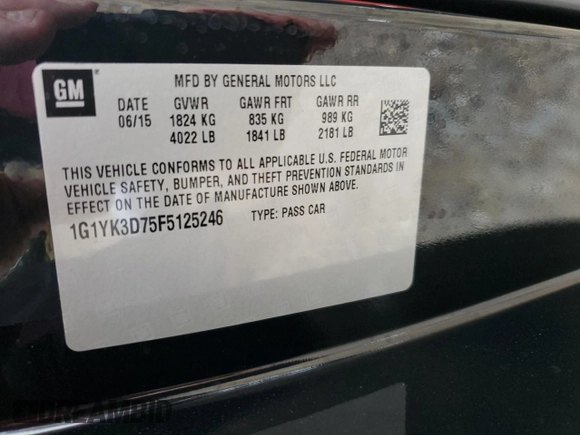 GM
MFD BY GENERAL MOTORS LLC
DATE GVWR GAWR FRT GAWR RR
06/15 1824 KG 835 KG 989 KG
4022 LB 1841 LB 2181 LB
THIS VEHICLE CONFORMS TO ALL APPLICABLE U.S. FEDERAL MOTOR
VEHICLE SAFETY, BUMPER, AND THEFT PREVENTION STANDARDS IN
EFFECT ON THE DATE OF MANUFACTURE SHOWN ABOVE.
1G1YK3D75F5125246 TYPE: PASS CAR
DREAMBID